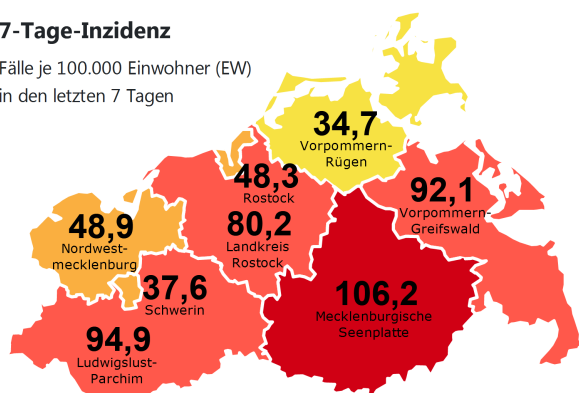 7-Tage-Inzidenz
Fälle je 100.000 Einwohner (EW)
in den letzten 7 Tagen
34,7
Vorpommern-
Rügen
48,3
Rostock
92,1
Vorpommern-
Greifswald
48,9
Nordwest-
mecklenburg
80,2
Landkreis
Rostock
37,6
Schwerin
106,2
Mecklenburgische
Seenplatte
94,9
Ludwigslust-
Parchim